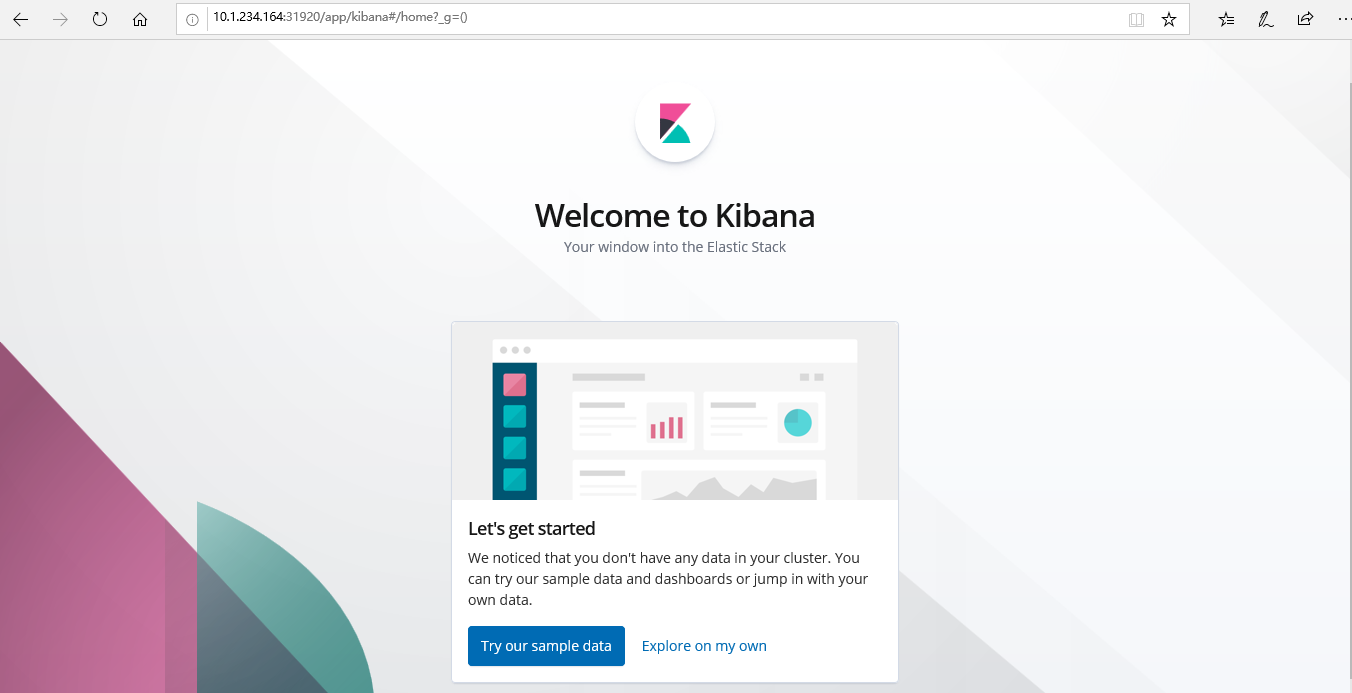 10.1.234.164:31920/app/kibana#/home?_g=()
Welcome to Kibana
Your window into the Elastic Stack
Let's get started
We noticed that you don't have any data in your cluster. You
can try our sample data and dashboards or jump in with your
own data.
Try our sample data Explore on my own